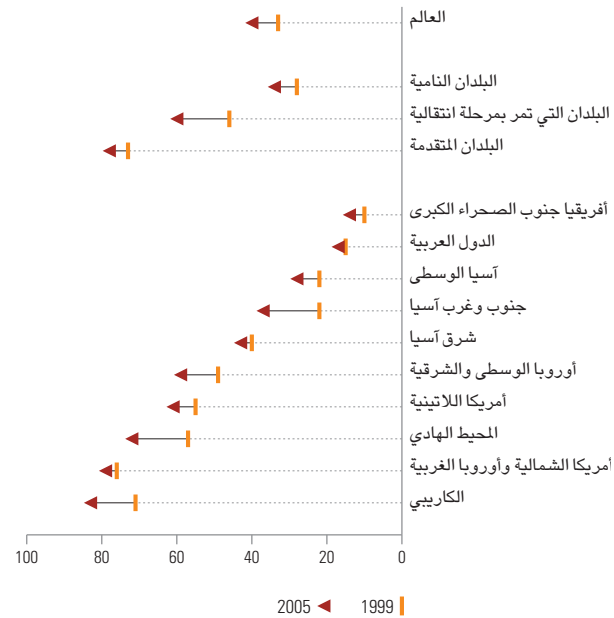 العالم
البلدان النامية
البلدان التي تمر بمرحلة انتقالية
البلدان المتقدمة
أفريقيا جنوب الصحراء الكبرى
الدول العربية
آسيا الوسطى
جنوب وغرب آسيا
شرق آسيا
أوروبا الوسطى والشرقية
أمريكا اللاتينية
المحيط الهادي
أمريكا الشمالية وأوروبا الغربية
الكاريبي
100 80 60 40 20 0
2005 1999